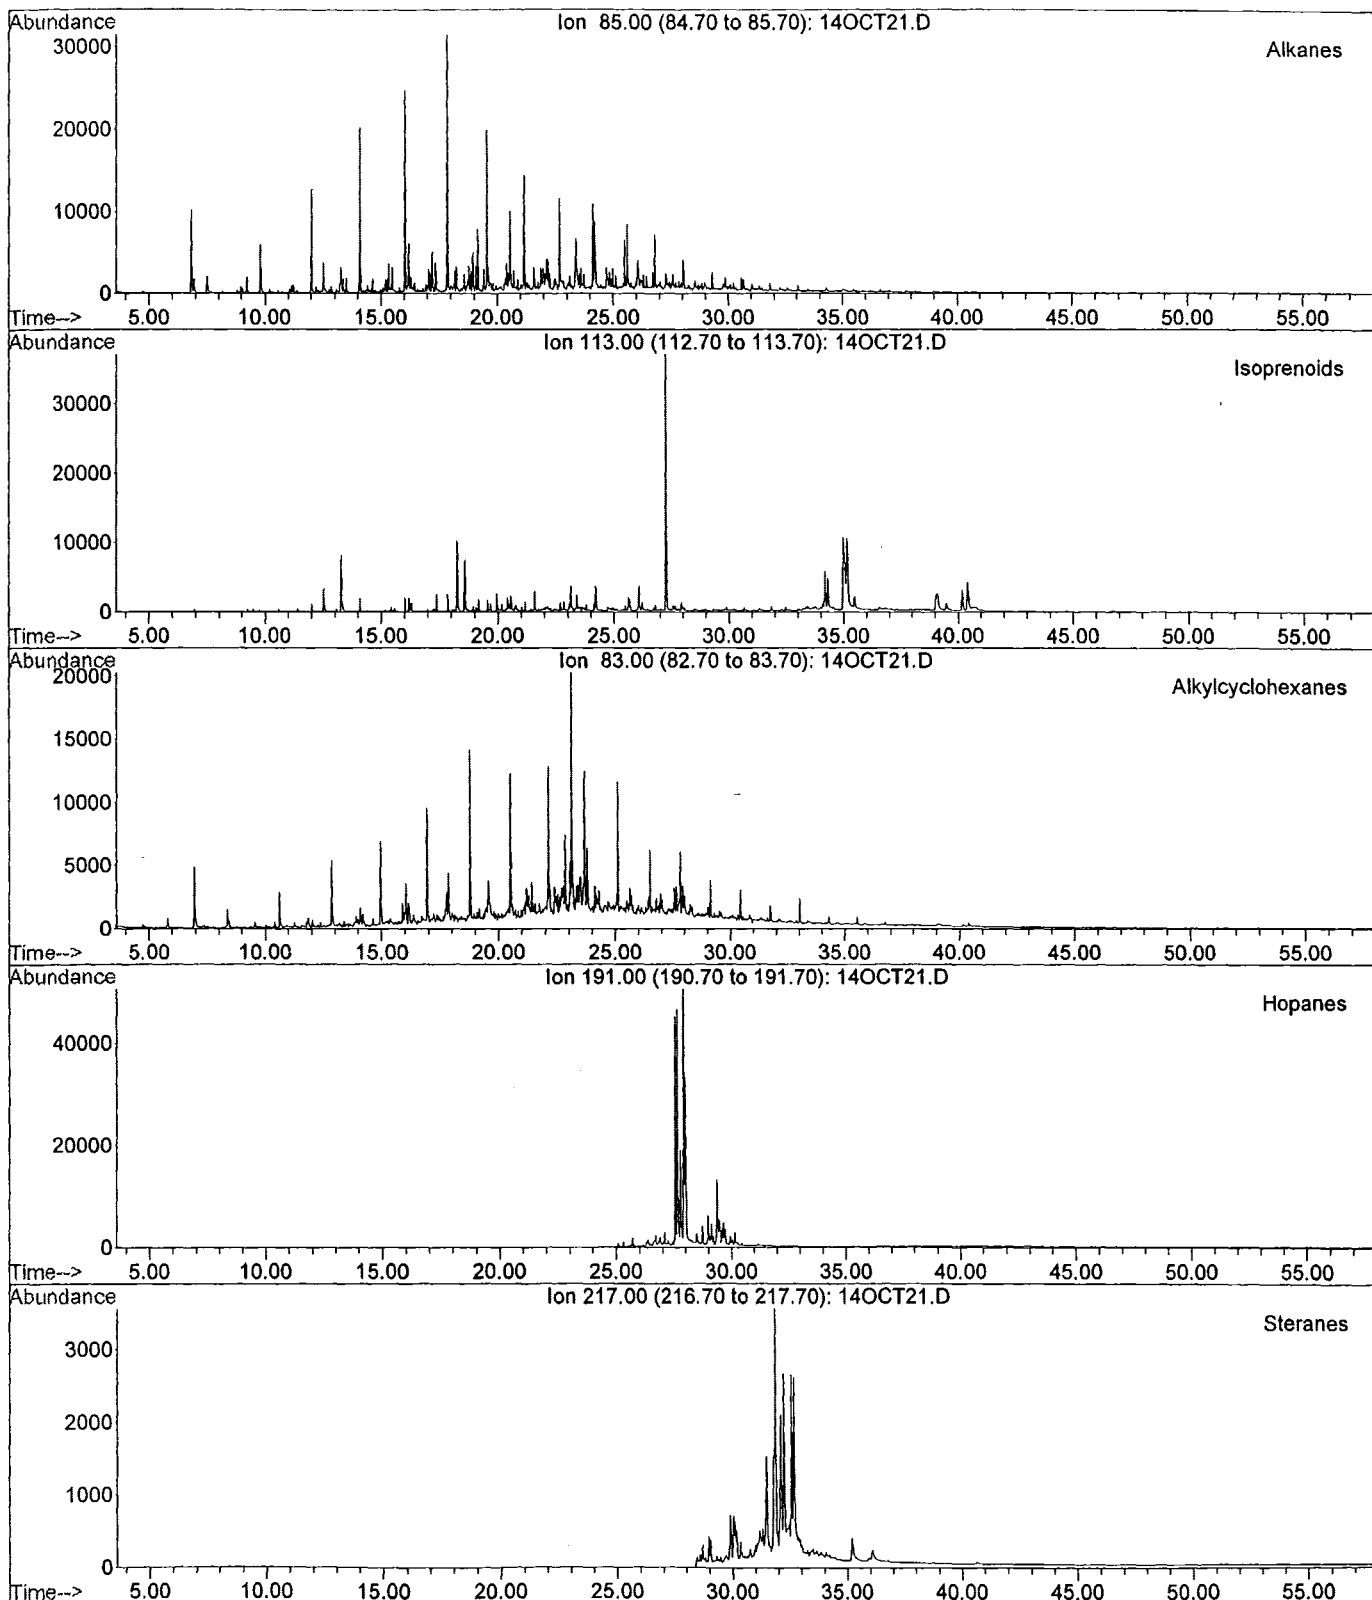 Abundance
Ion 85.00 (84.70 to 85.70): 14OCT21.D
Alkanes
30000
20000
10000
0
5.00 10.00 15.00 20.00 25.00 30.00 35.00 40.00 45.00 50.00 55.00
Time-->
Abundance
Ion 113.00 (112.70 to 113.70): 14OCT21.D
Isoprenoids
30000
20000
10000
0
5.00 10.00 15.00 20.00 25.00 30.00 35.00 40.00 45.00 50.00 55.00
Time-->
Abundance
Ion 83.00 (82.70 to 83.70): 14OCT21.D
Alkylcyclohexanes
20000
15000
10000
5000
0
5.00 10.00 15.00 20.00 25.00 30.00 35.00 40.00 45.00 50.00 55.00
Time-->
Abundance
Ion 191.00 (190.70 to 191.70): 14OCT21.D
Hopanes
40000
20000
0
5.00 10.00 15.00 20.00 25.00 30.00 35.00 40.00 45.00 50.00 55.00
Time-->
Abundance
Ion 217.00 (216.70 to 217.70): 14OCT21.D
Steranes
3000
2000
1000
0
5.00 10.00 15.00 20.00 25.00 30.00 35.00 40.00 45.00 50.00 55.00
Time-->